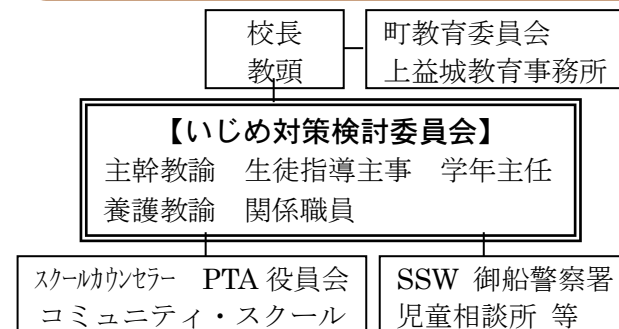 校長
教頭
町教育委員会
上益城教育事務所
【いじめ対策検討委員会】
主幹教諭 生徒指導主事 学年主任
養護教諭 関係職員
ｽｸｰﾙｶｳﾝｾﾗｰ PTA 役員会
コミュニティ・スクール
SSW 御船警察署
児童相談所 等